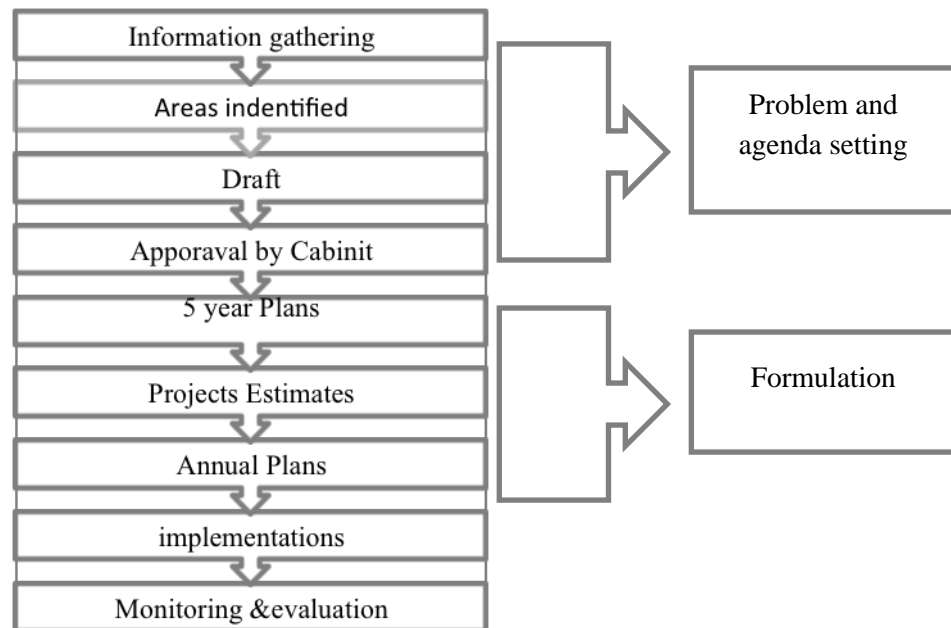 Information gathering
Areas indentified
Draft
Apporaval by Cabinit
5 year Plans
Projects Estimates
Annual Plans
implementations
Monitoring &evaluation
Problem and
agenda setting
Formulation